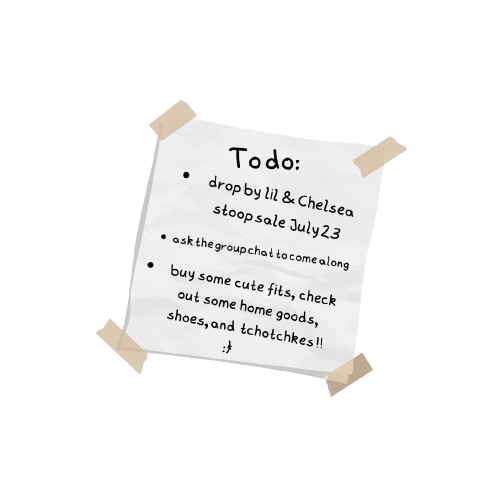 Todo:
• drop by lil & Chelsea
stoop sale July 23
• ask the group chat to come along
• buy some cute fits, check
out some home goods,
shoes, and tchotchkes!!
:}